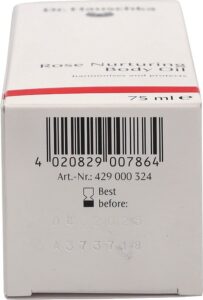 Dr. Hauschka
Rose Nurturing
Body Oil
harmonises and protects
75 ml e
4 020829 007864
Art.-Nr.: 429 000 324
Best
before: